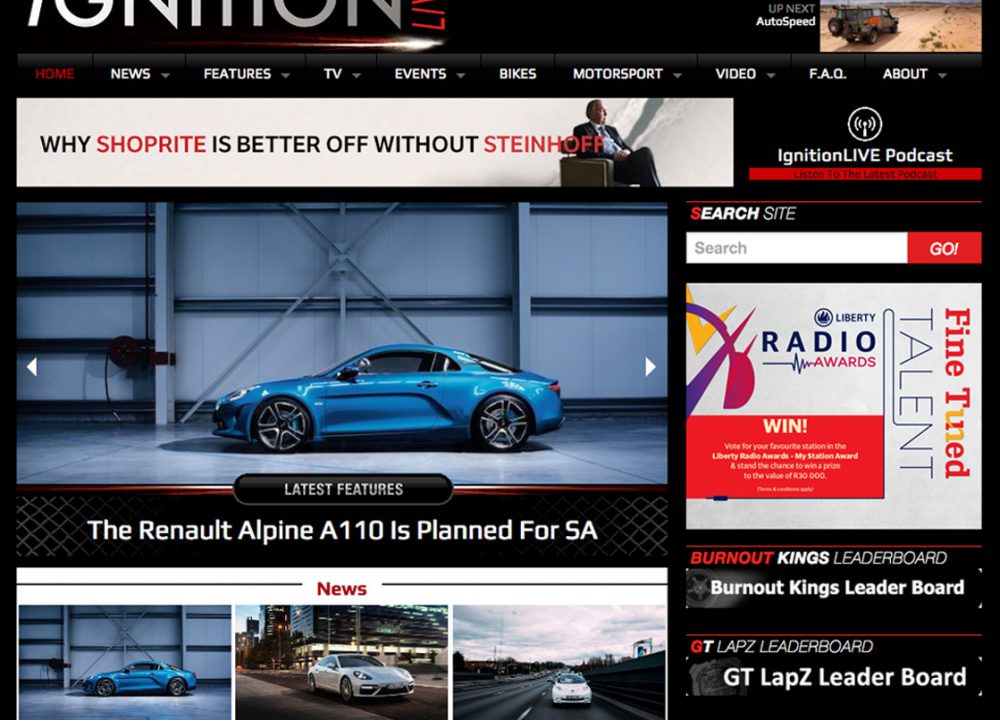 IGNITION
LIV
UP NEXT
AutoSpeed
HOME NEWS FEATURES TV EVENTS BIKES MOTORSPORT VIDEO F.A.Q. ABOUT
WHY SHOPRITE IS BETTER OFF WITHOUT STEINHOFF
IgnitionLIVE Podcast
Listen To The Latest Podcast
SEARCH SITE
Search GO!
LIBERTY
RADIO
AWARDS
TALENT
Fine Tuned
WIN!
Vote for your favourite station in the
Liberty Radio Awards - My Station Award
& stand the chance to win a prize
to the value of R30 000.
(Terms & conditions apply)
LATEST FEATURES
The Renault Alpine A110 Is Planned For SA
BURNOUT KINGS LEADERBOARD
Burnout Kings Leader Board
News
GT LAPZ LEADERBOARD
GT LapZ Leader Board